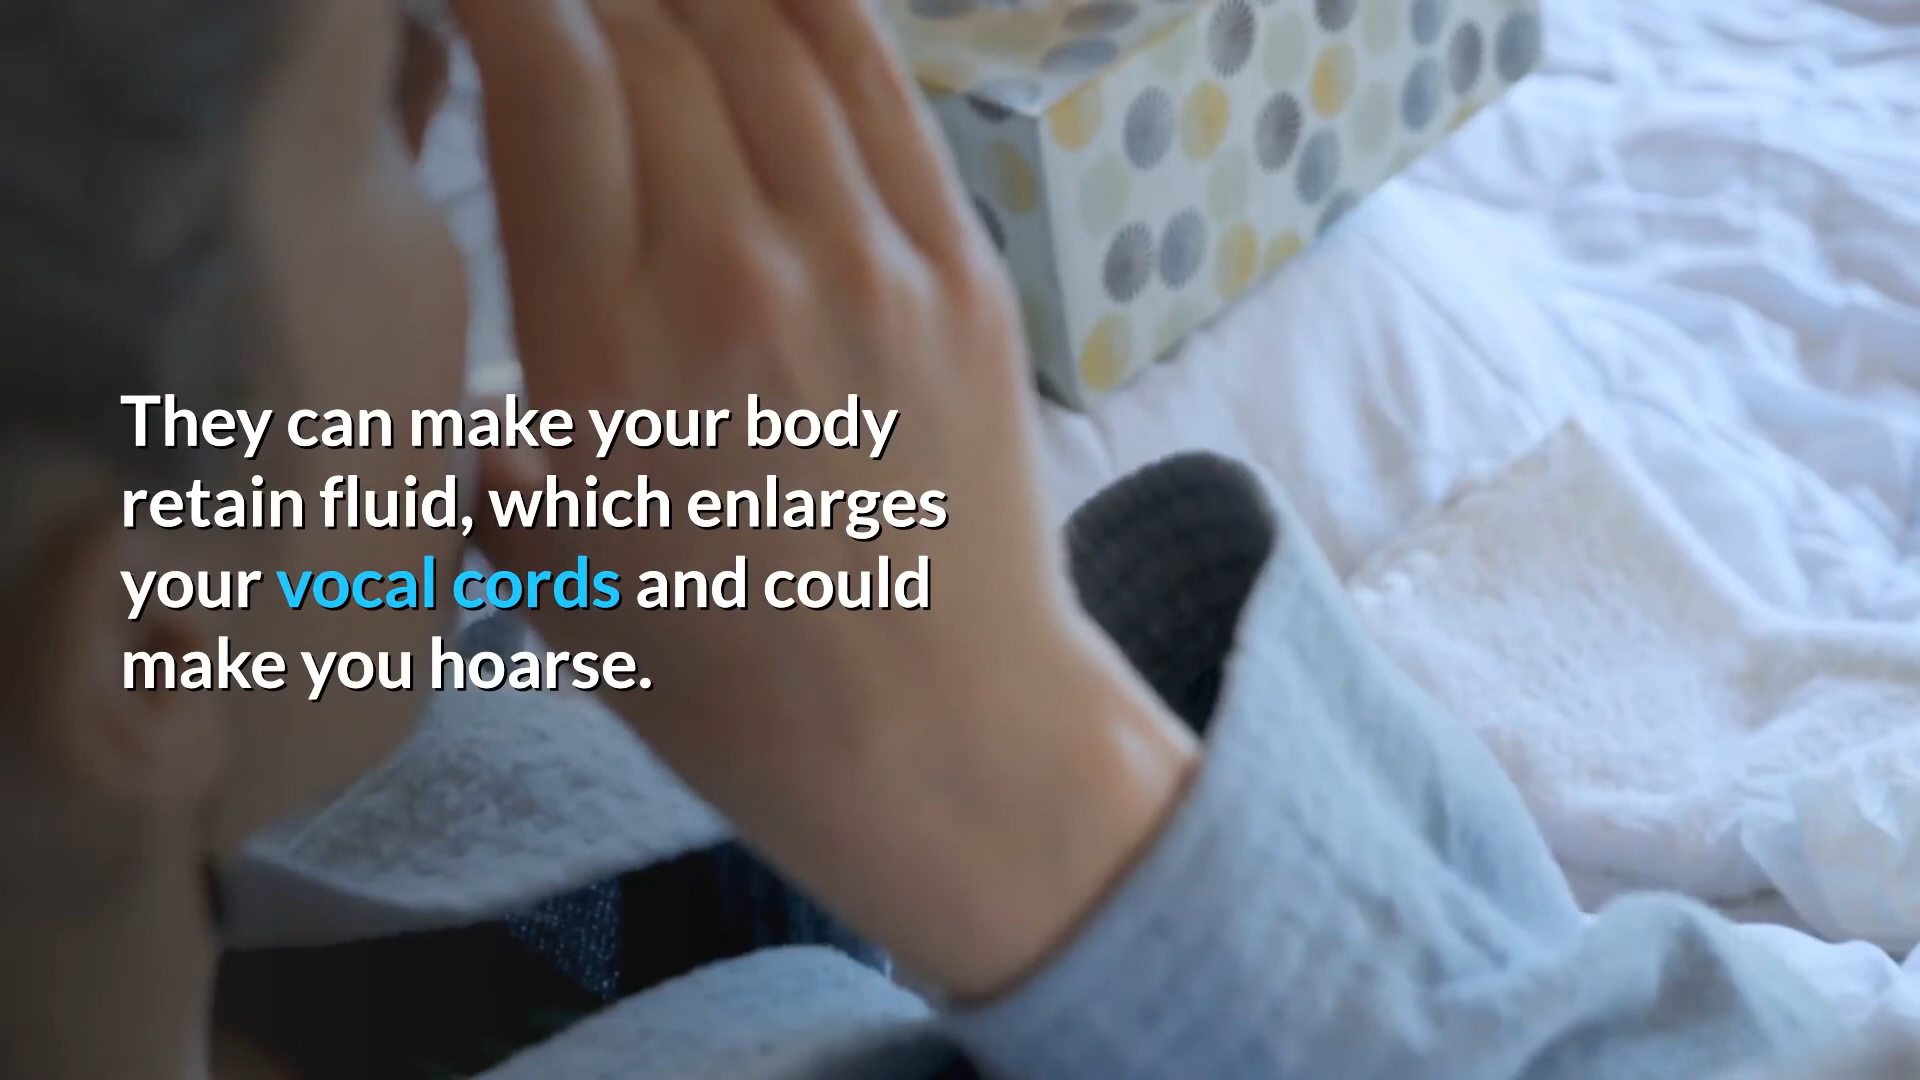 They can make your body
retain fluid, which enlarges
your vocal cords and could
make you hoarse.